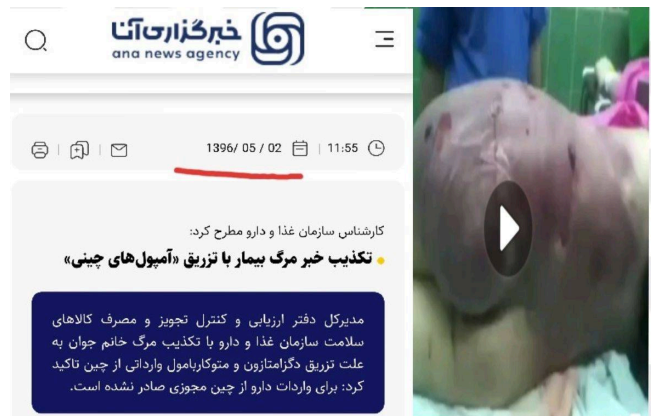 خبرگزاری آنا
ana news agency
11:55 | 1396/ 05 / 02
کارشناس سازمان غذا و دارو مطرح کرد:
تکذیب خبر مرگ بیمار با تزریق «آمپول‌های چینی»
مدیرکل دفتر ارزیابی و کنترل تجویز و مصرف کالاهای
سلامت سازمان غذا و دارو با تکذیب مرگ خانم جوان به
علت تزریق دگزامتازون و متوکاربامول وارداتی از چین تاکید
کرد: برای واردات دارو از چین مجوزی صادر نشده است.